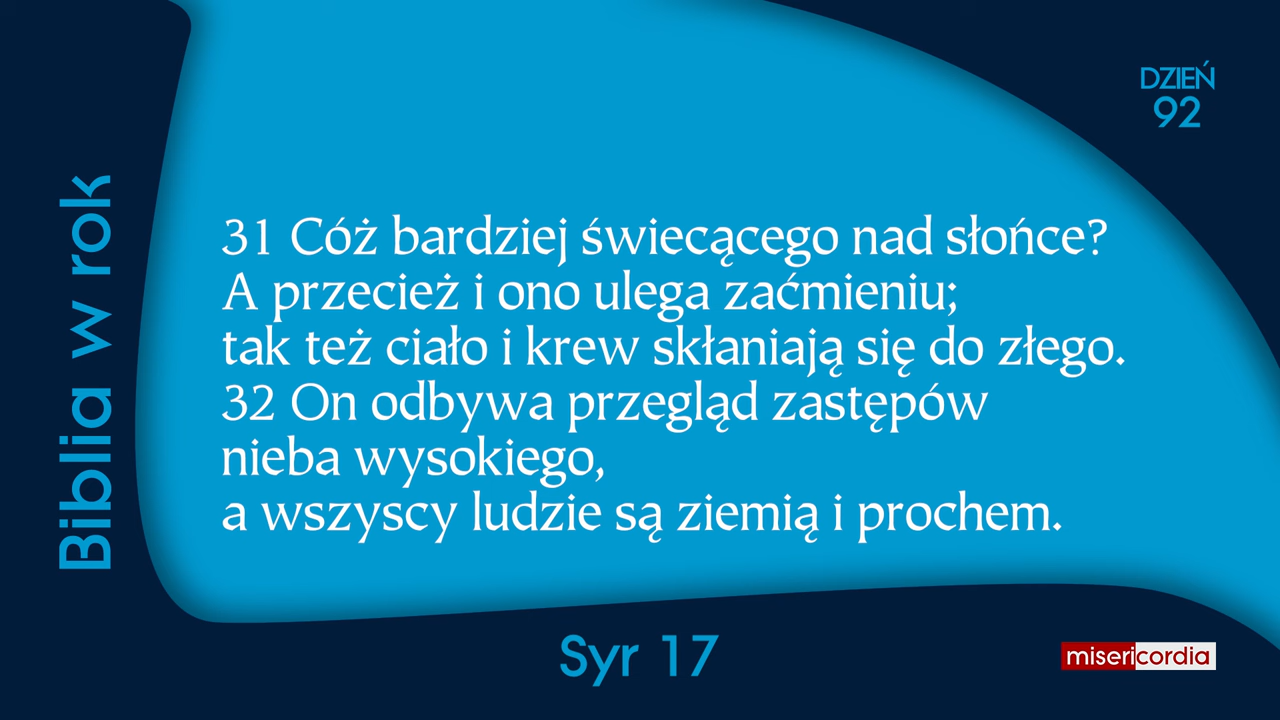 DZIEŃ
92
Biblia w rok
31 Cóż bardziej świecącego nad słońce?
A przecież i ono ulega zaćmieniu;
tak też ciało i krew skłaniają się do złego.
32 On odbywa przegląd zastępów
nieba wysokiego,
a wszyscy ludzie są ziemią i prochem.
Syr 17
misericordia